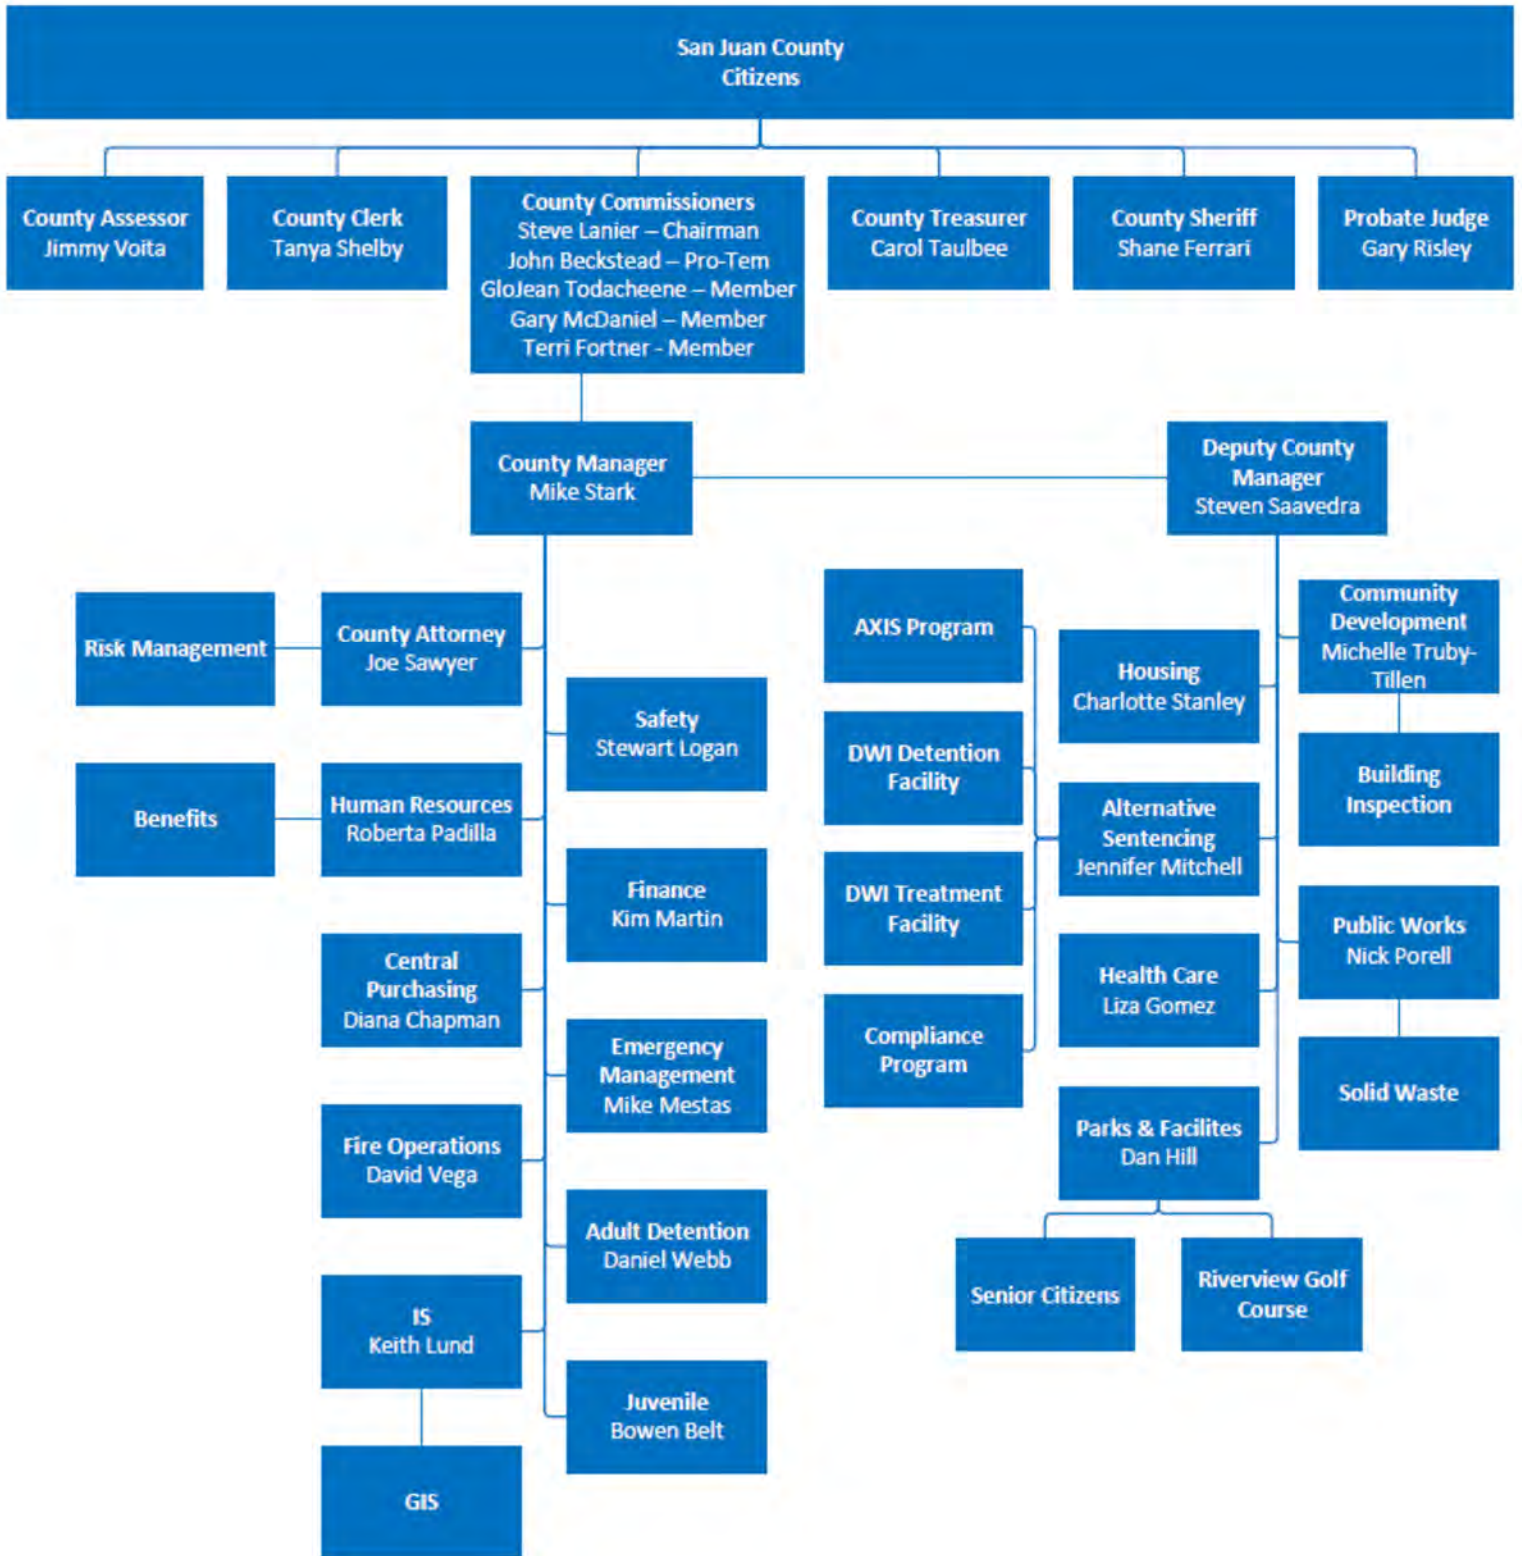 San Juan County
Citizens
County Assessor
Jimmy Voita
County Clerk
Tanya Shelby
County Commissioners
Steve Lanier – Chairman
John Beckstead – Pro-Tem
GloJean Todacheene – Member
Gary McDaniel – Member
Terri Fortner - Member
County Treasurer
Carol Taulbee
County Sheriff
Shane Ferrari
Probate Judge
Gary Risley
County Manager
Mike Stark
Deputy County
Manager
Steven Saavedra
Risk Management
County Attorney
Joe Sawyer
Safety
Stewart Logan
Benefits
Human Resources
Roberta Padilla
Finance
Kim Martin
Central
Purchasing
Diana Chapman
Emergency
Management
Mike Mestas
Fire Operations
David Vega
Adult Detention
Daniel Webb
IS
Keith Lund
Juvenile
Bowen Belt
GIS
AXIS Program
DWI Detention
Facility
DWI Treatment
Facility
Compliance
Program
Housing
Charlotte Stanley
Alternative
Sentencing
Jennifer Mitchell
Health Care
Liza Gomez
Parks & Facilites
Dan Hill
Senior Citizens
Riverview Golf
Course
Community
Development
Michelle Truby-
Tillen
Building
Inspection
Public Works
Nick Porell
Solid Waste